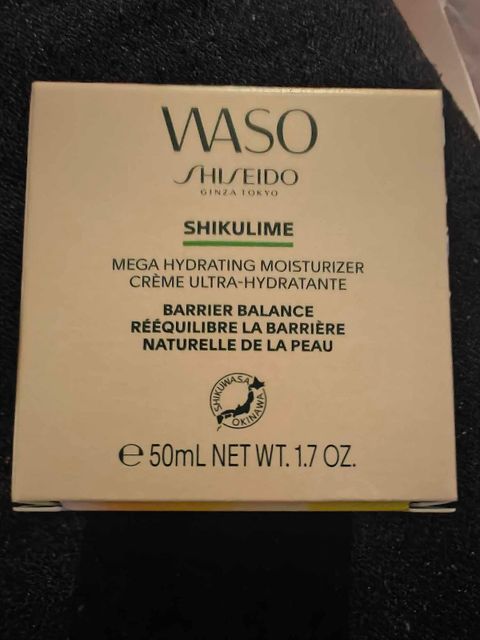 WASO
SHISEIDO
GINZA TOKYO
SHIKULIME
MEGA HYDRATING MOISTURIZER
CRÈME ULTRA-HYDRATANTE
BARRIER BALANCE
RÉÉQUILIBRE LA BARRIÈRE
NATURELLE DE LA PEAU
SHIKUWASA
OKINAWA
℮ 50mL NET WT. 1.7 OZ.